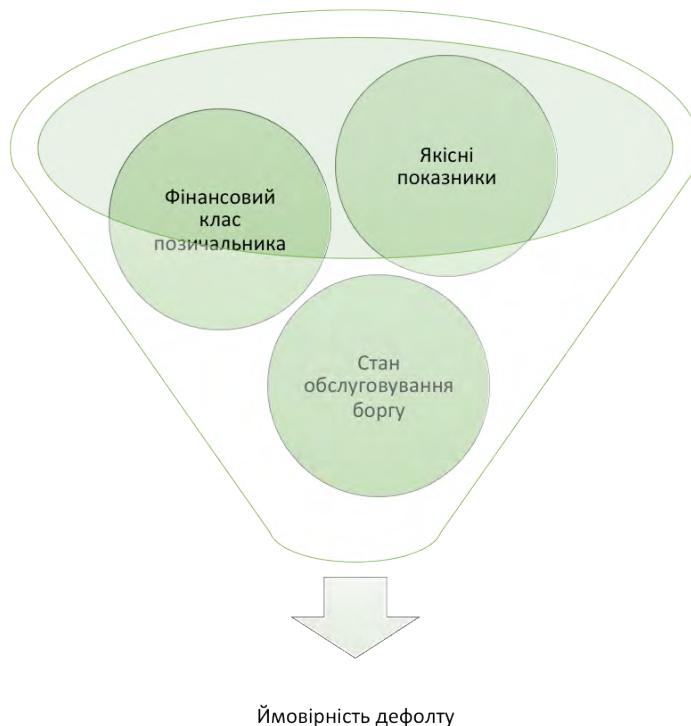 Якісні
показники
Фінансовий
клас
позичальника
Стан
обслуговування
боргу
Ймовірність дефолту